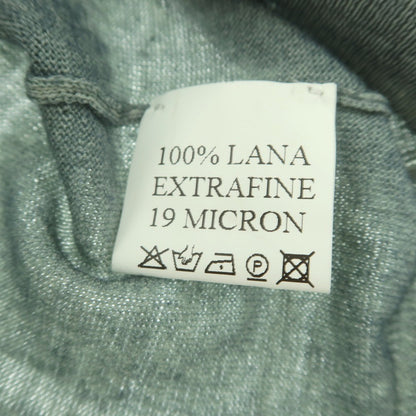 100% LANA
EXTRAFINE
19 MICRON
P